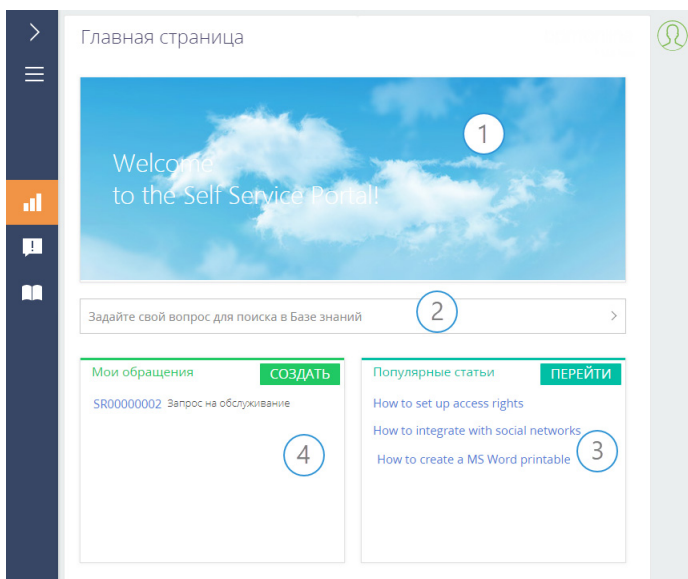 Главная страница
1
Welcome
to the Self Service Portal!
Задайте свой вопрос для поиска в Базе знаний
2
Мои обращения
СОЗДАТЬ
SR00000002 Запрос на обслуживание
4
Популярные статьи
ПЕРЕЙТИ
How to set up access rights
How to integrate with social networks
How to create a MS Word printable
3